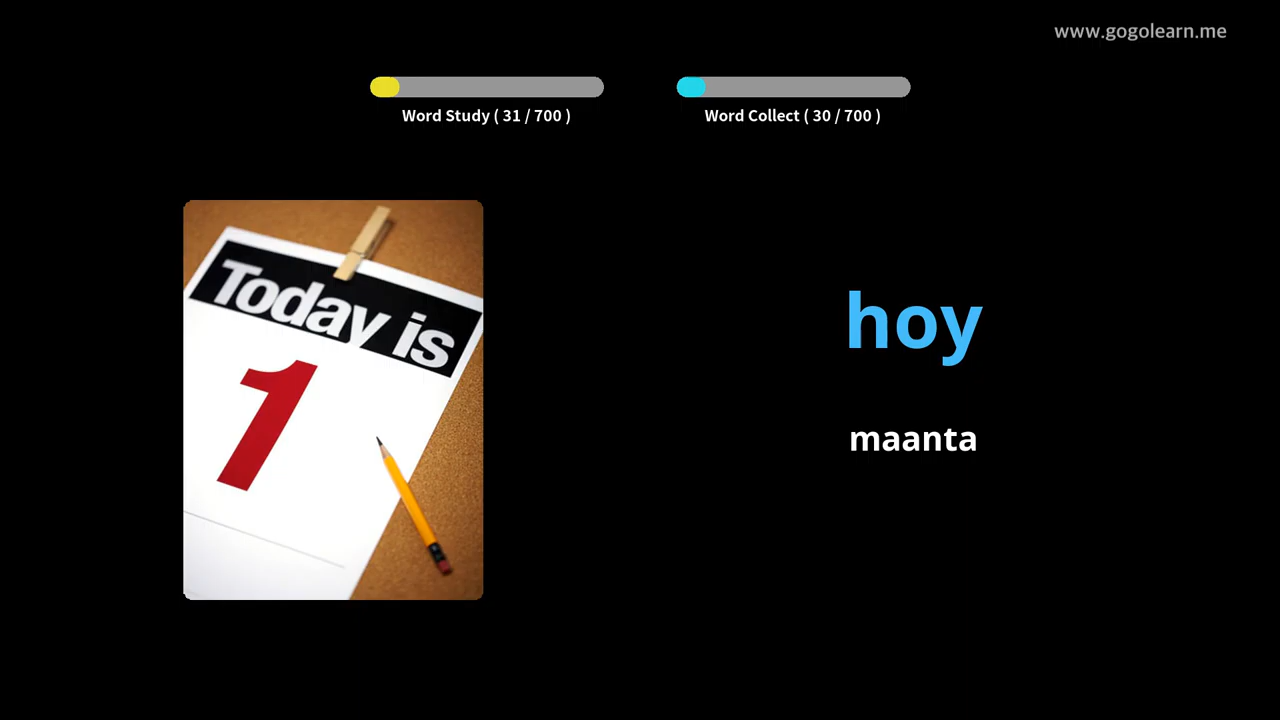 www.gogolearn.me
Word Study ( 31 / 700 )
Word Collect ( 30 / 700 )
Today is
1
hoy
maanta